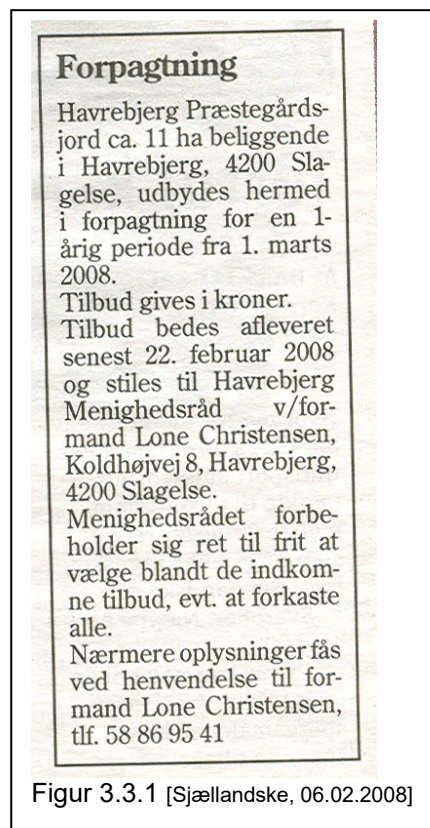 Forpagtning
Havrebjerg Præstegårds-
jord ca. 11 ha beliggende
i Havrebjerg, 4200 Sla-
gelse, udbydes hermed
i forpagtning for en 1-
årig periode fra 1. marts
2008.
Tilbud gives i kroner.
Tilbud bedes afleveret
senest 22. februar 2008
og stiles til Havrebjerg
Menighedsråd v/for-
mand Lone Christensen,
Koldhøjvej 8, Havrebjerg,
4200 Slagelse.
Menighedsrådet forbe-
holder sig ret til frit at
vælge blandt de indkom-
ne tilbud, evt. at forkaste
alle.
Nærmere oplysninger fås
ved henvendelse til for-
mand Lone Christensen,
tlf. 58 86 95 41
Figur 3.3.1 [Sjællandske, 06.02.2008]